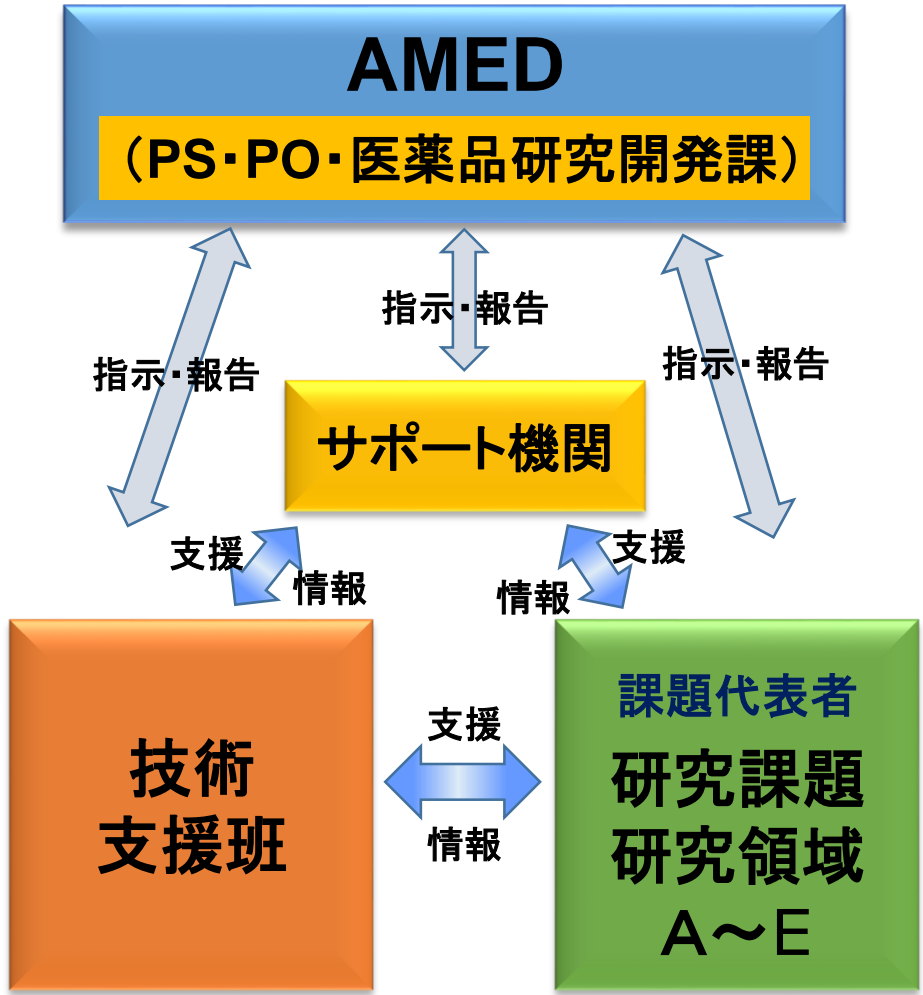 AMED
（PS・PO・医薬品研究開発課）
指示・報告
指示・報告
指示・報告
サポート機関
支援
情報
支援
情報
課題代表者
研究課題
研究領域
A～E
技術
支援班
支援
情報